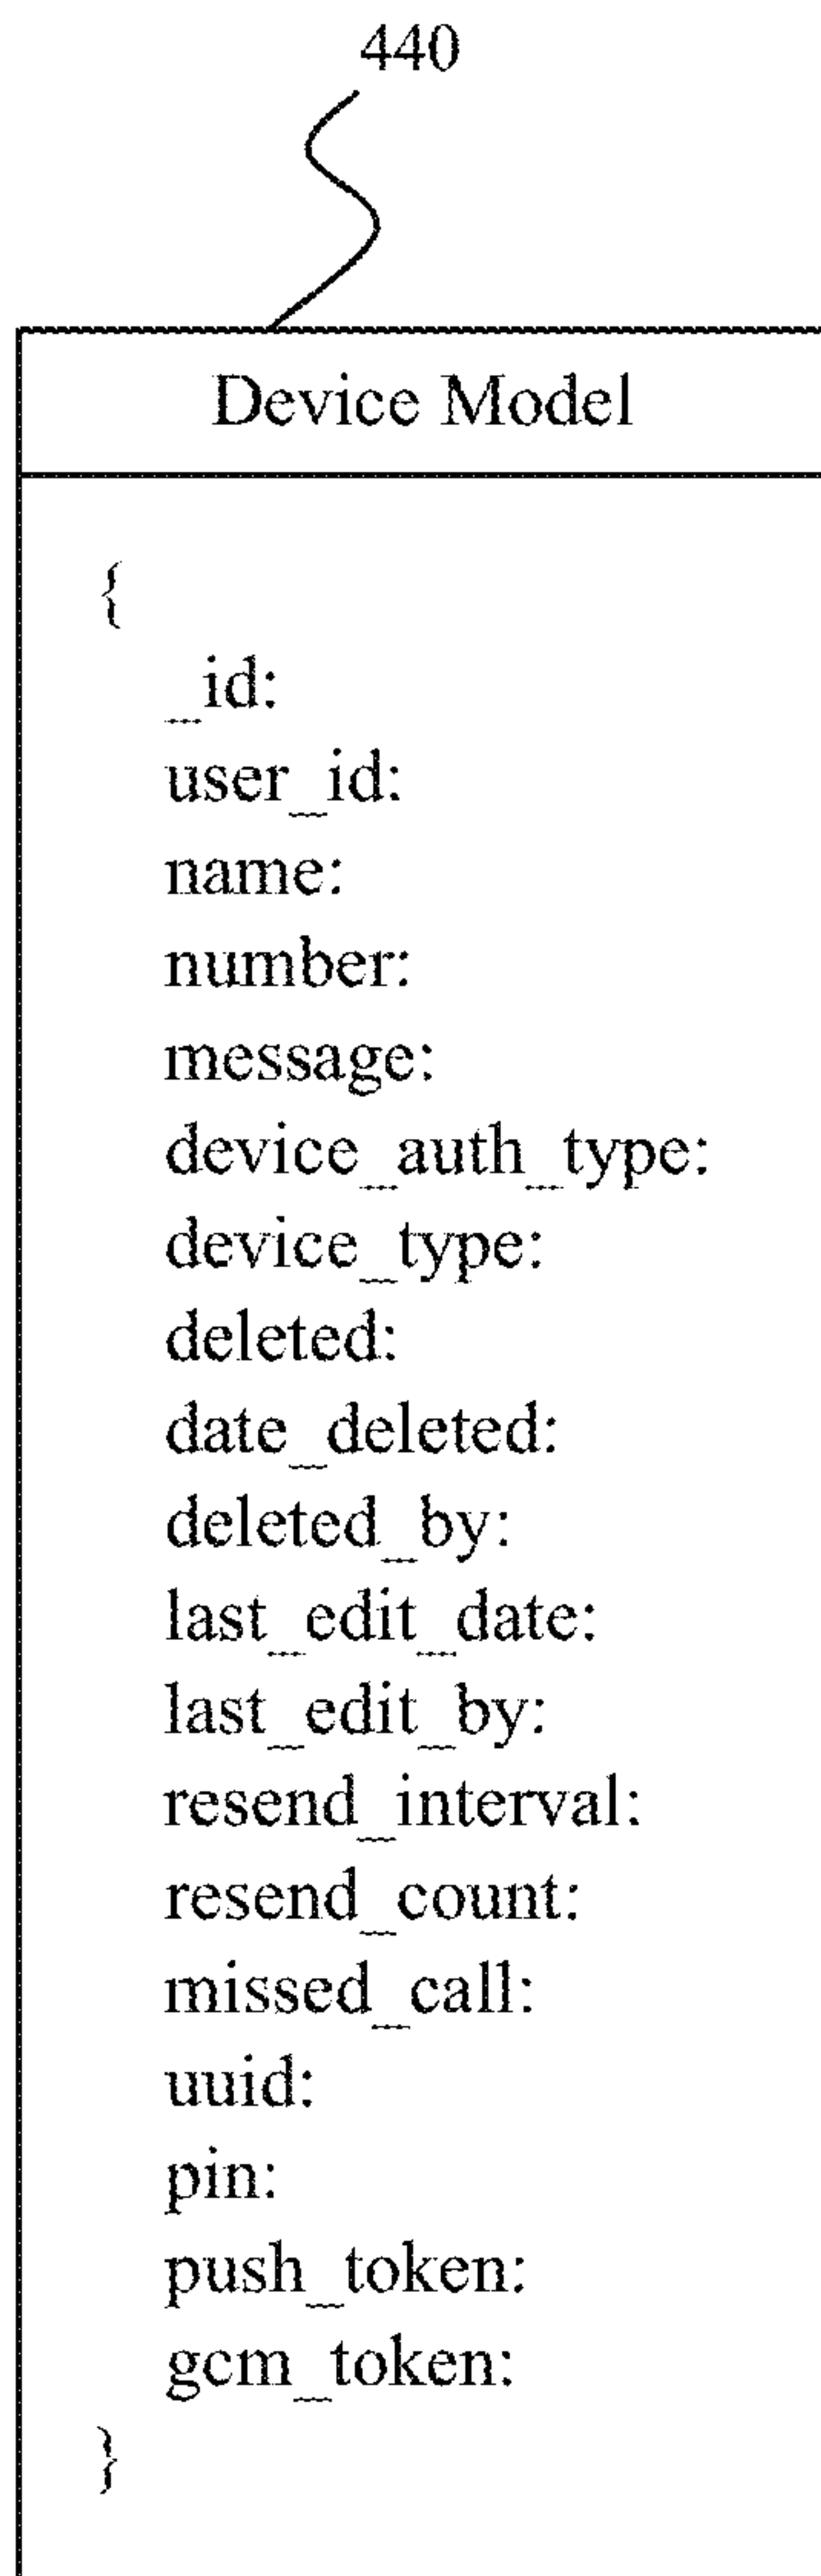 440
Device Model
{
_id:
user_id:
name:
number:
message:
device_auth_type:
device_type:
deleted:
date_deleted:
deleted_by:
last_edit_date:
last_edit_by:
resend_interval:
resend_count:
missed_call:
uuid:
pin:
push_token:
gcm_token:
}